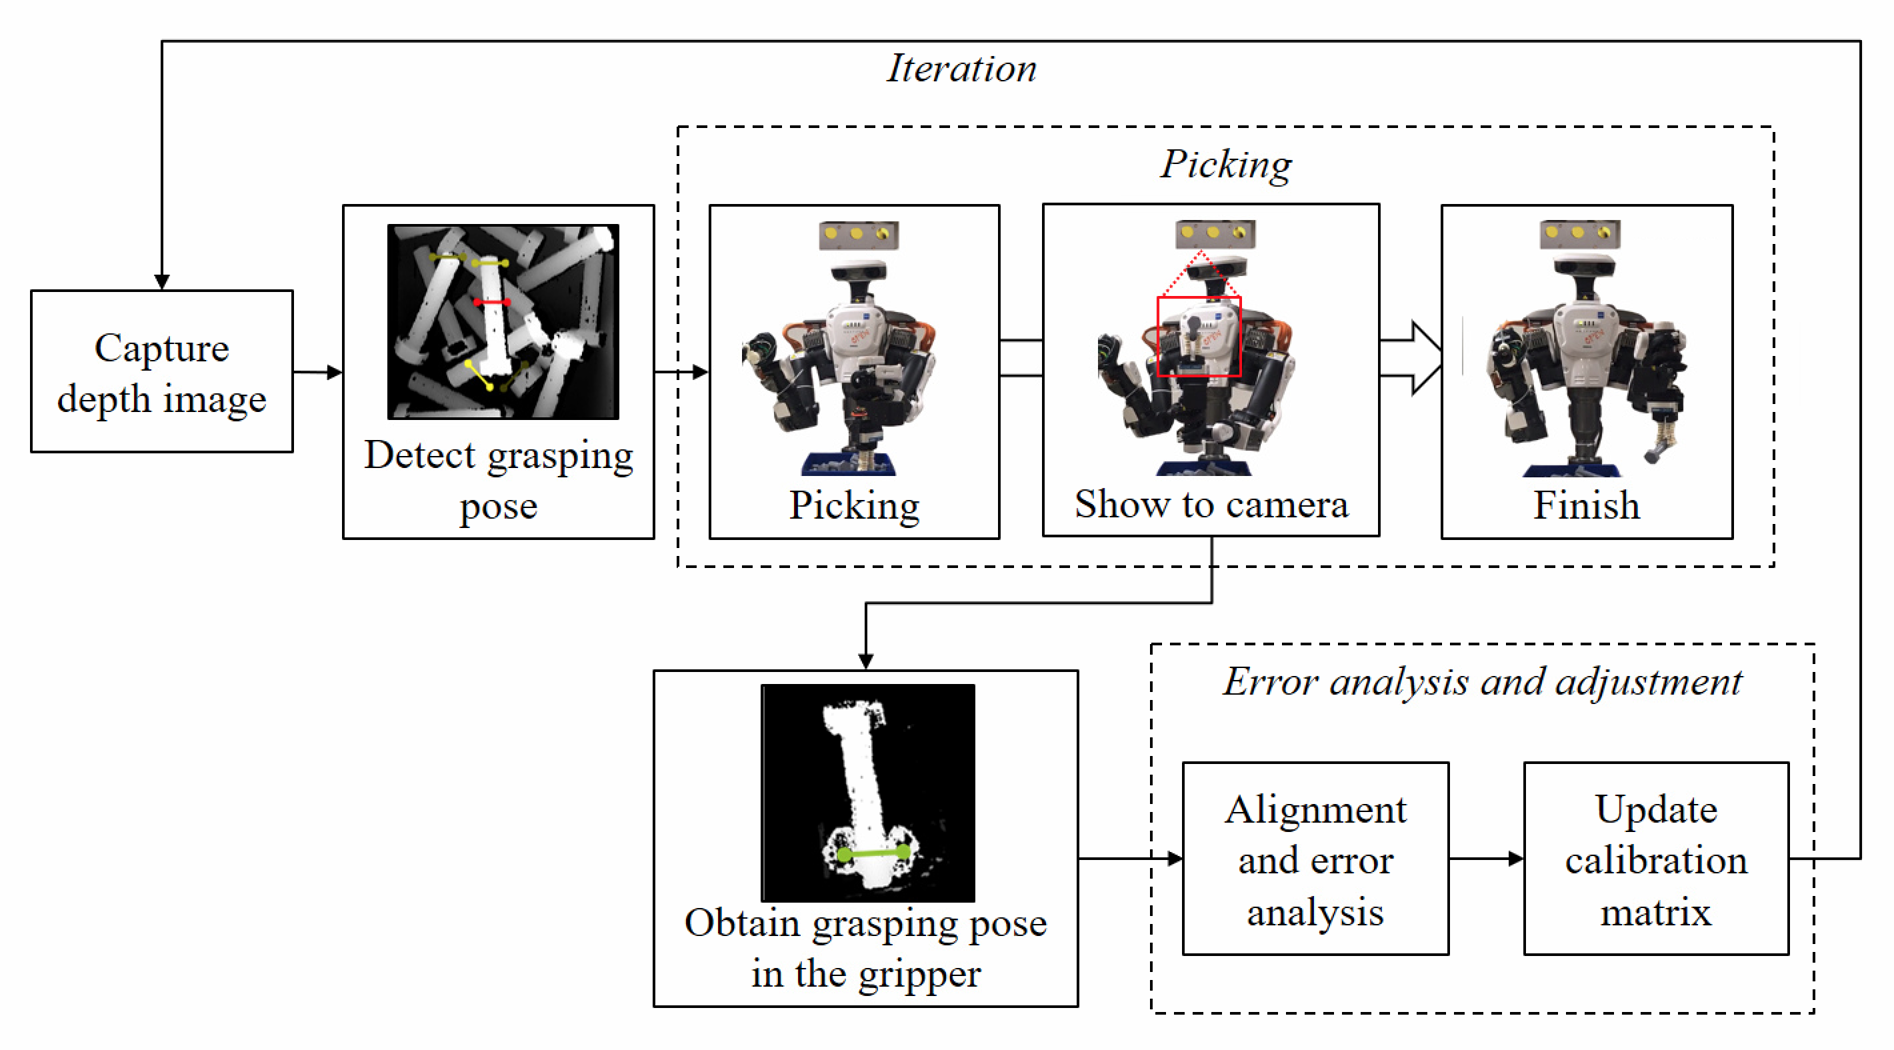 Iteration
Picking
Capture
depth image
Detect grasping
pose
Picking
Show to camera
Finish
Obtain grasping pose
in the gripper
Error analysis and adjustment
Alignment
and error
analysis
Update
calibration
matrix